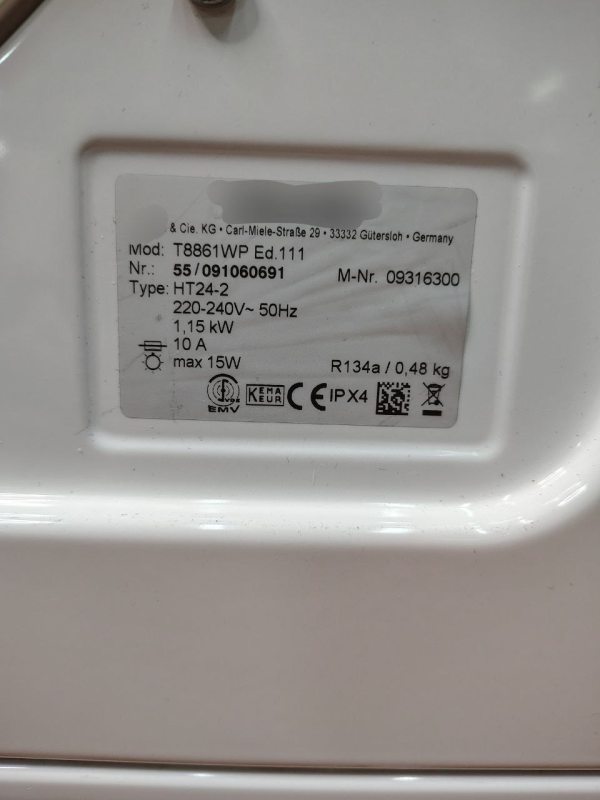 & Cie. KG • Carl-Miele-Straße 29 • 33332 Gütersloh • Germany
Mod: T8861WP Ed.111
Nr.: 55/091060691 M-Nr. 09316300
Type: HT24-2
220-240V~ 50Hz
1,15 kW
10 A
max 15W R134a / 0,48 kg
VDE EMV KEMA KEUR CE IPX4